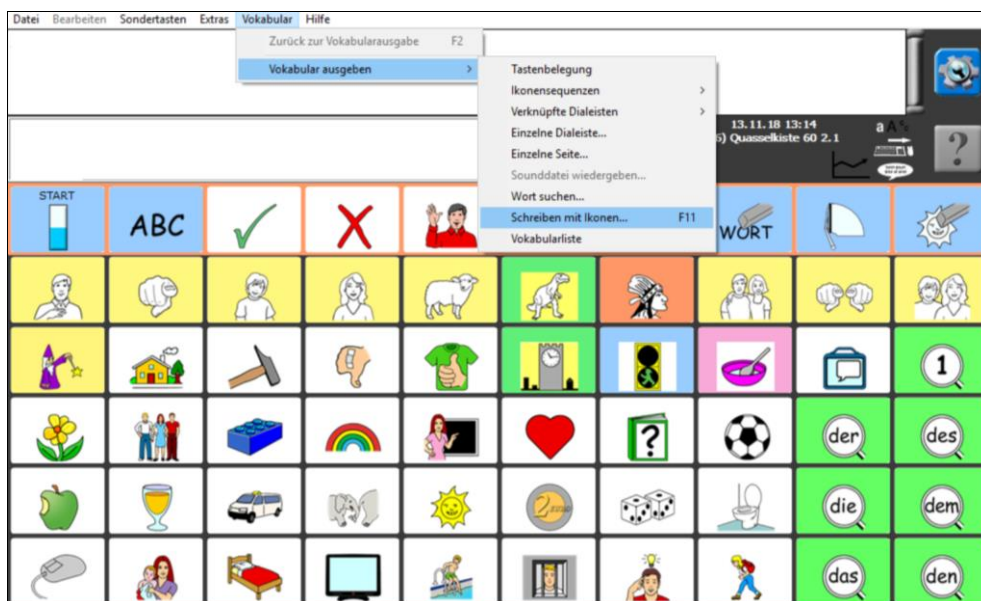 Datei Bearbeiten Sondertasten Extras Vokabular Hilfe
Zurück zur Vokabularausgabe F2
Vokabular ausgeben >
Tastenbelegung
Ikonensequenzen >
Verknüpfte Dialeisten >
Einzelne Dialeiste...
Einzelne Seite...
Sounddatei wiedergeben...
Wort suchen...
Schreiben mit Ikonen... F11
Vokabularliste
13.11.18 13:14
6) Quasselkiste 60 2.1
a A
?
START
ABC
WORT
1
?
der
des
2
die
dem
das
den